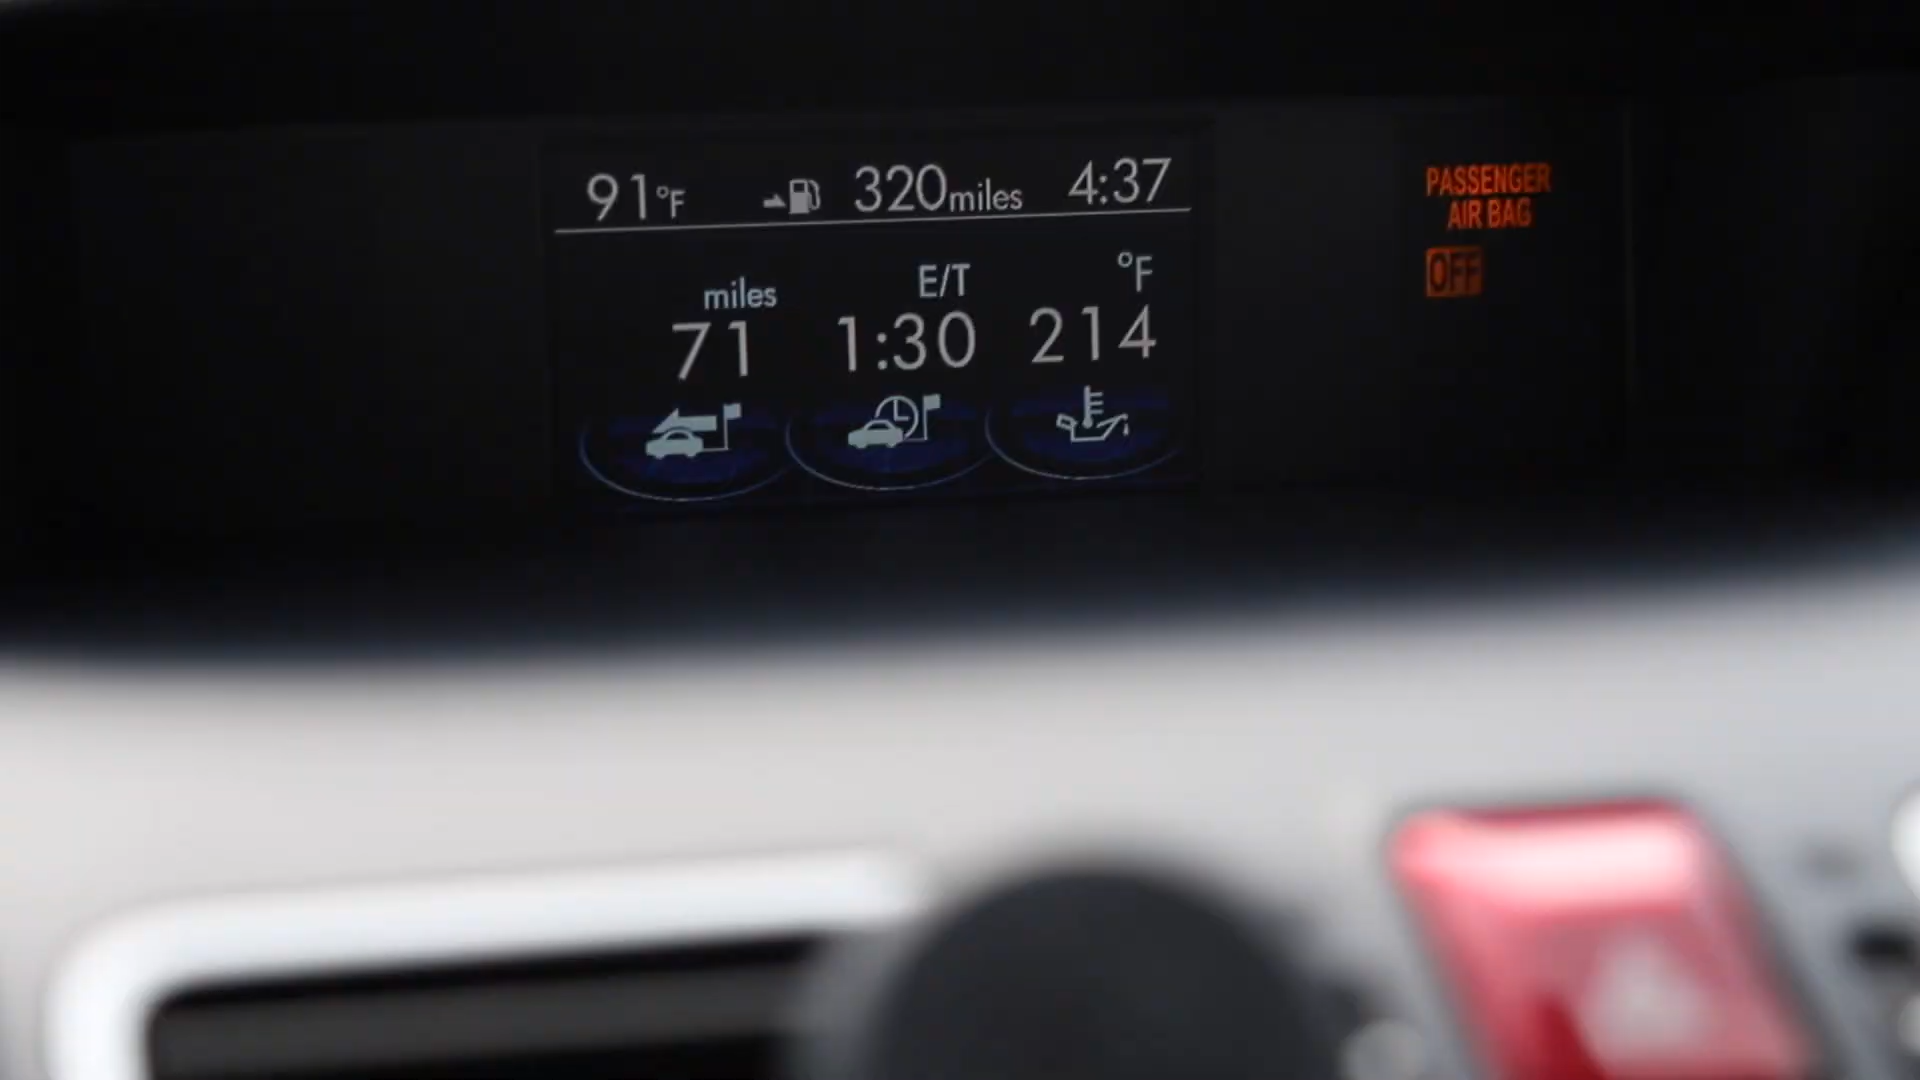 91°F 320miles 4:37
miles E/T °F
71 1:30 214
PASSENGER
AIR BAG
OFF